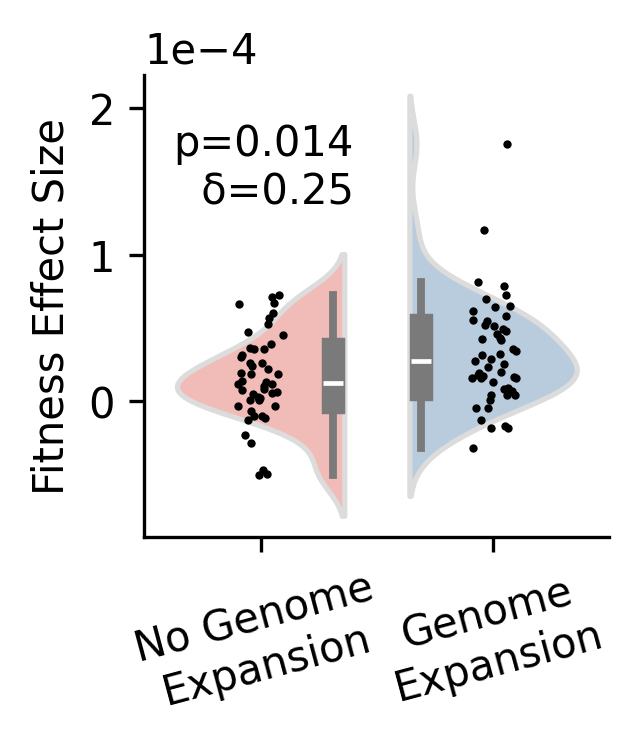 1e−4
Fitness Effect Size
2
1
0
p=0.014
δ=0.25
No Genome
Expansion
Genome
Expansion